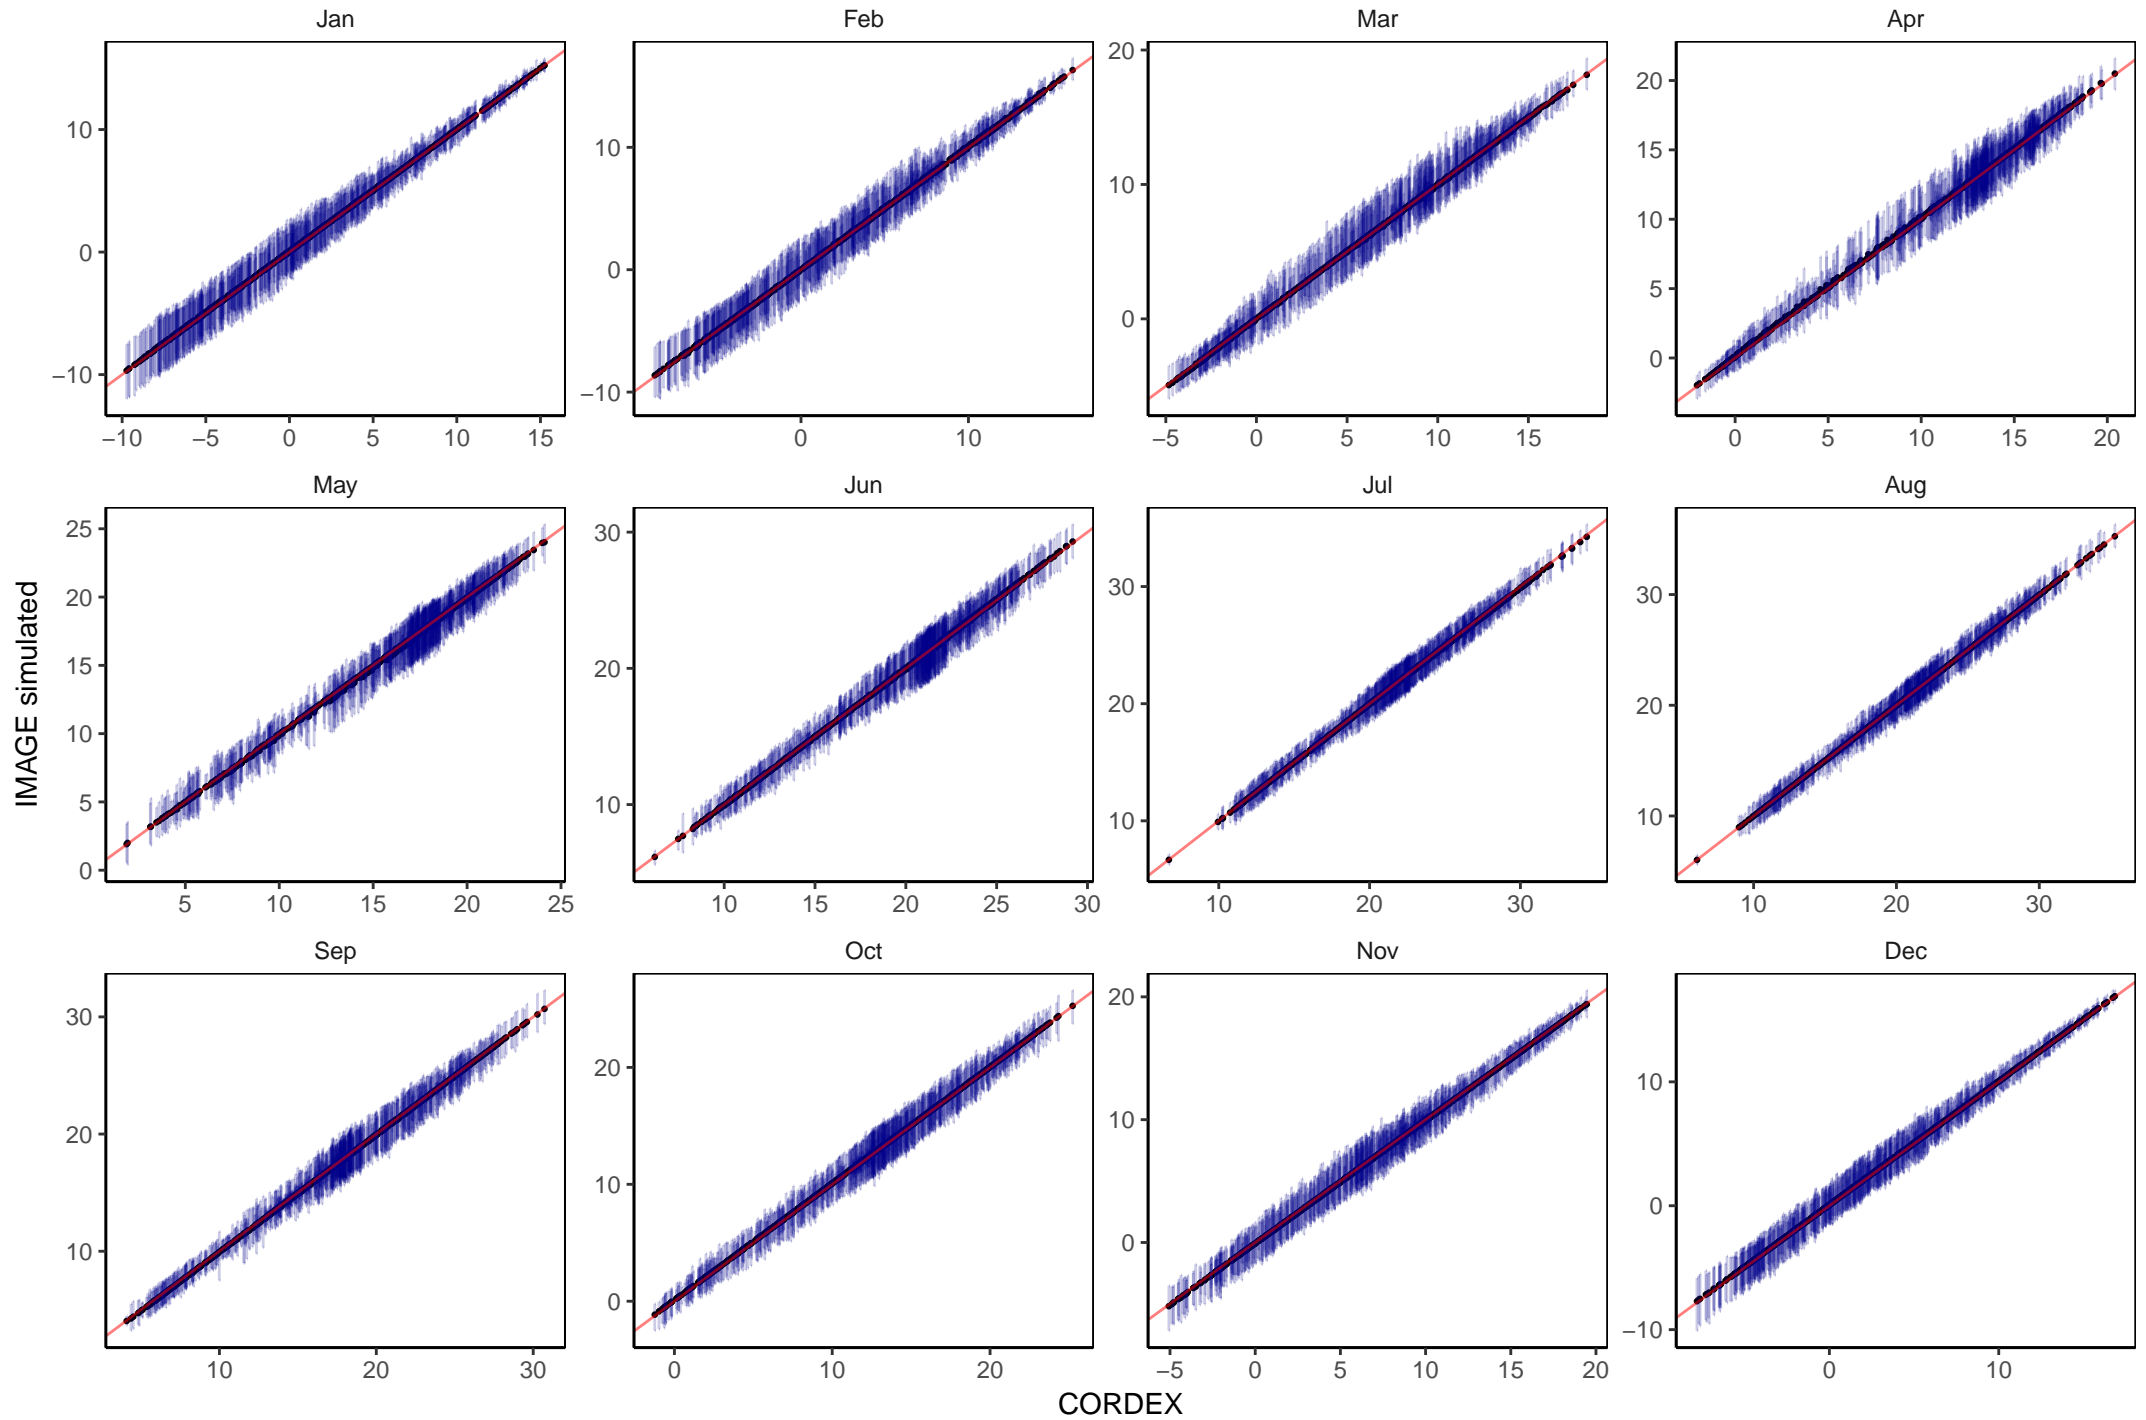 Jan Feb Mar Apr
10 0 −10
10 0 −10
20 10 0
20 15 10 5 0
−10 −5 0 5 10 15
0 10
−5 0 5 10 15
0 5 10 15 20
May Jun Jul Aug
25 20 15 10 5 0
30 20 10
30 20 10
30 20 10
5 10 15 20 25
10 15 20 25 30
10 20 30
10 20 30
IMAGE simulated
Sep Oct Nov Dec
30 20 10
20 10 0
20 10 0
10 0 −10
10 20 30
0 10 20
−5 0 5 10 15 20
0 10
CORDEX